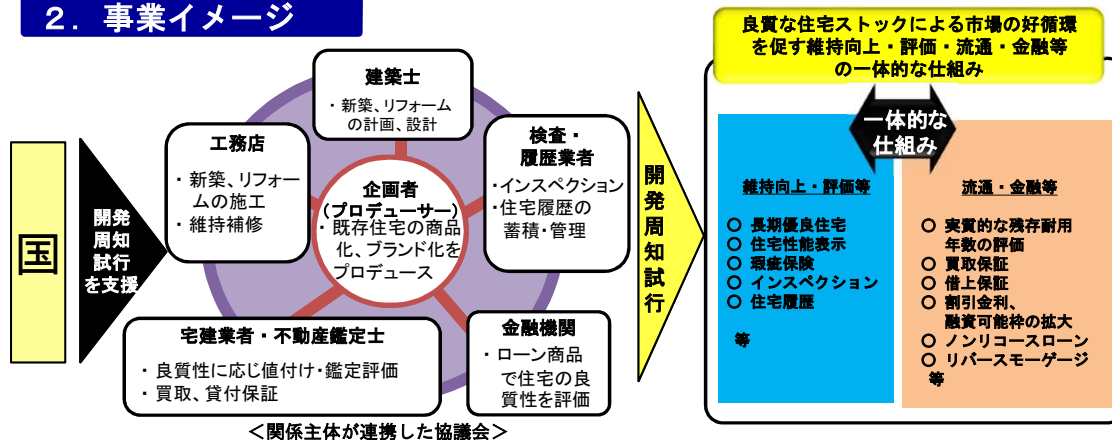 ２．事業イメージ
国
開発
周知
試行
を支援
建築士
・ 新築、リフォーム
の計画、設計
工務店
・ 新築、リフォー
ムの施工
・ 維持補修
検査・
履歴業者
・インスペクション
・住宅履歴の
蓄積・管理
企画者
(プロデューサー)
・ 既存住宅の商品
化、ブランド化を
プロデュース
宅建業者・不動産鑑定士
・ 良質性に応じ値付け・鑑定評価
・ 買取、貸付保証
金融機関
・ ローン商品
で住宅の良
質性を評価
＜関係主体が連携した協議会＞
開発周知試行
良質な住宅ストックによる市場の好循環
を促す維持向上・評価・流通・金融等
の一体的な仕組み
一体的な
仕組み
維持向上・評価等
○ 長期優良住宅
○ 住宅性能表示
○ 瑕疵保険
○ インスペクション
○ 住宅履歴
等
流通・金融等
○ 実質的な残存耐用
年数の評価
○ 買取保証
○ 借上保証
○ 割引金利、
融資可能枠の拡大
○ ノンリコースローン
○ リバースモーゲージ
等